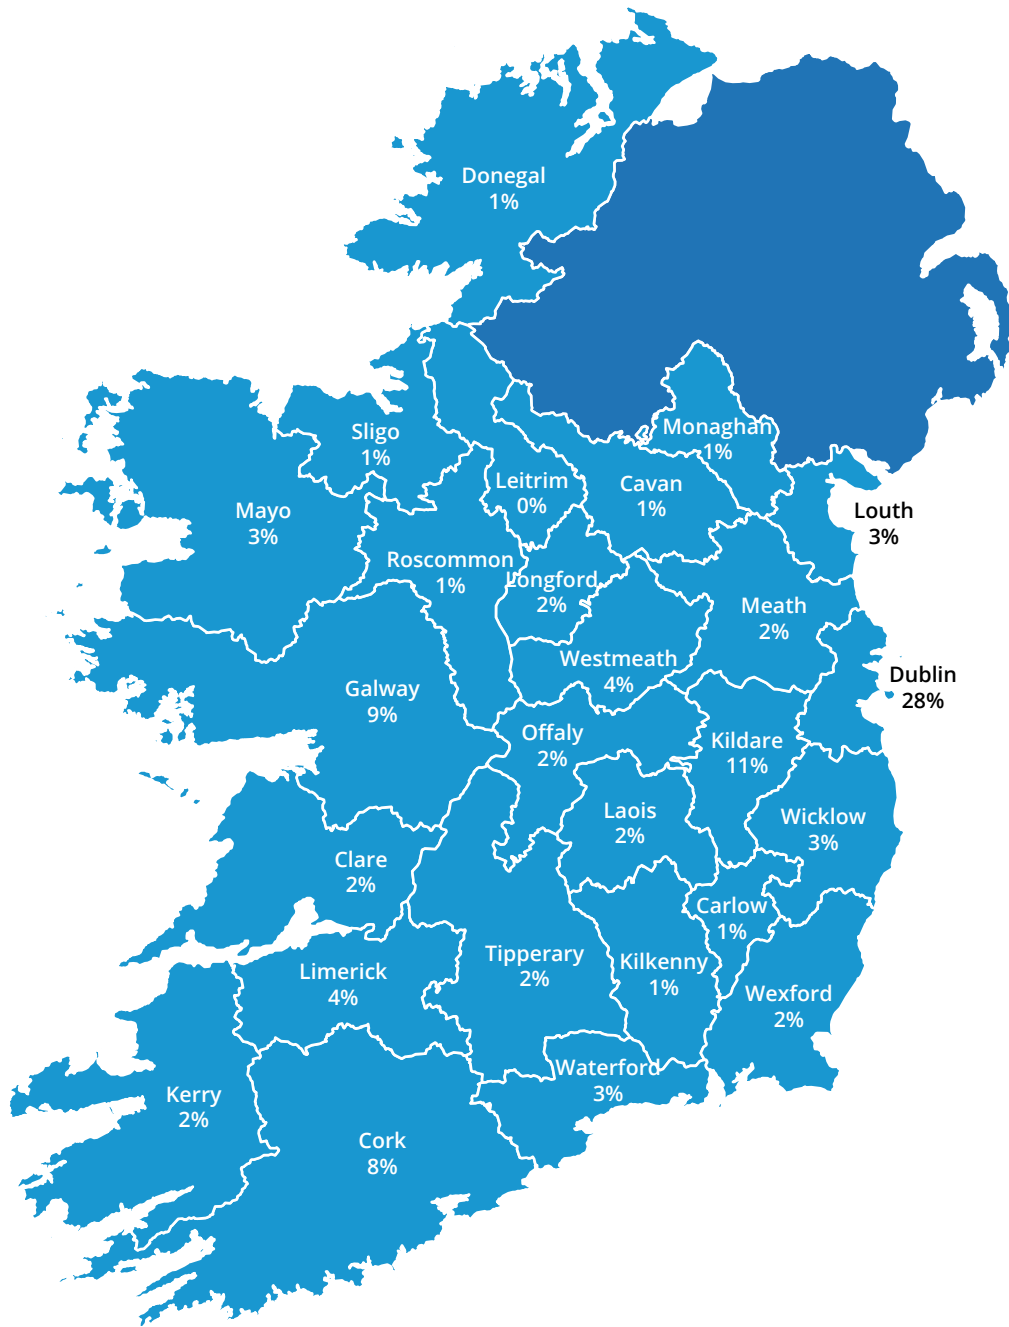 Donegal
1%
Monaghan
1%
Sligo
1%
Leitrim
0%
Cavan
1%
Mayo
3%
Louth
3%
Roscommon
1%
Longford
2%
Meath
2%
Westmeath
4%
Dublin
28%
Galway
9%
Offaly
2%
Kildare
11%
Laois
2%
Wicklow
3%
Clare
2%
Carlow
1%
Tipperary
2%
Kilkenny
1%
Limerick
4%
Wexford
2%
Waterford
3%
Kerry
2%
Cork
8%